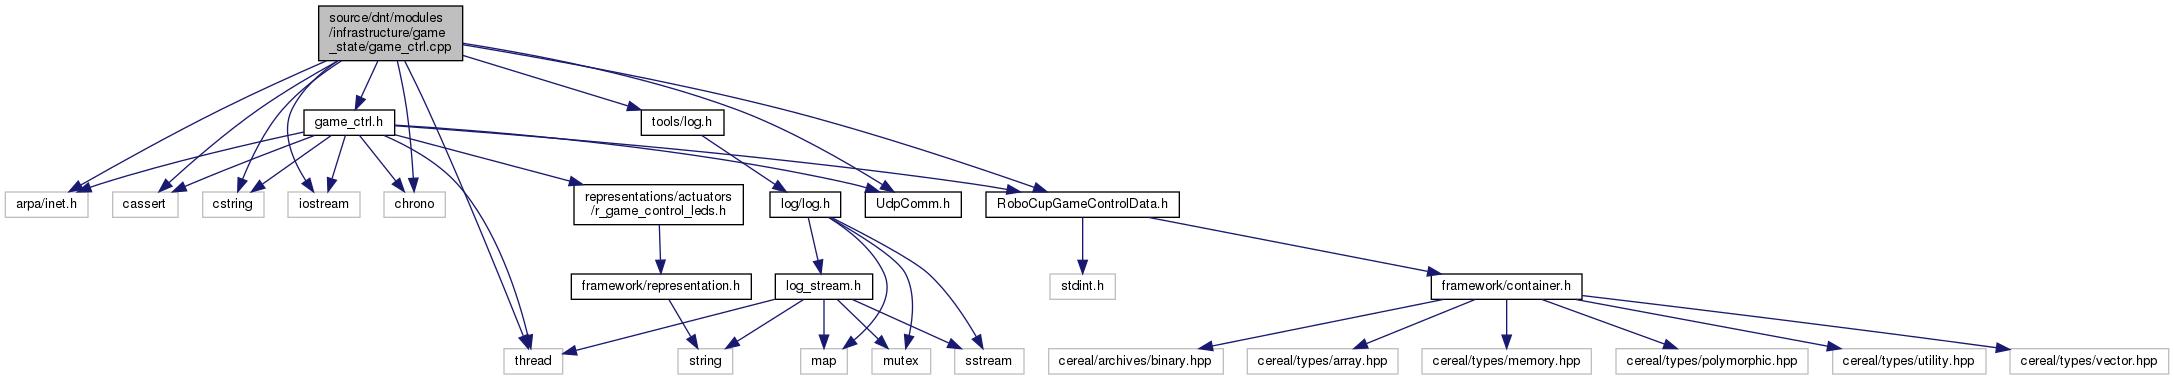 source/dnt/modules
/infrastructure/game
_state/game_ctrl.cpp
game_ctrl.h
tools/log.h
representations/actuators
/r_game_control_leds.h
arpa/inet.h
cassert
cstring
iostream
chrono
log/log.h
UdpComm.h
RoboCupGameControlData.h
framework/representation.h
log_stream.h
stdint.h
framework/container.h
thread
string
map
mutex
sstream
cereal/archives/binary.hpp
cereal/types/array.hpp
cereal/types/memory.hpp
cereal/types/polymorphic.hpp
cereal/types/utility.hpp
cereal/types/vector.hpp